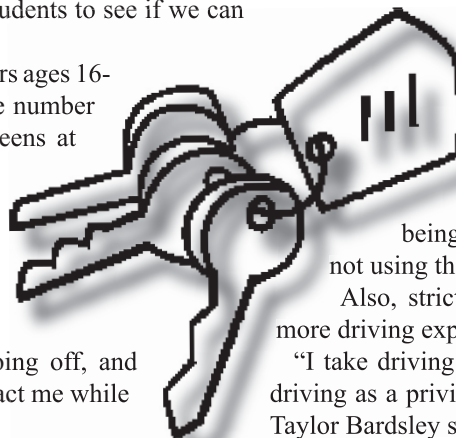 udents to see if we can
rs ages 16-
e number
eens at
being
not using th
Also, strict
more driving exp
ping off, and
“I take driving
act me while
driving as a privi
Taylor Bardsley s